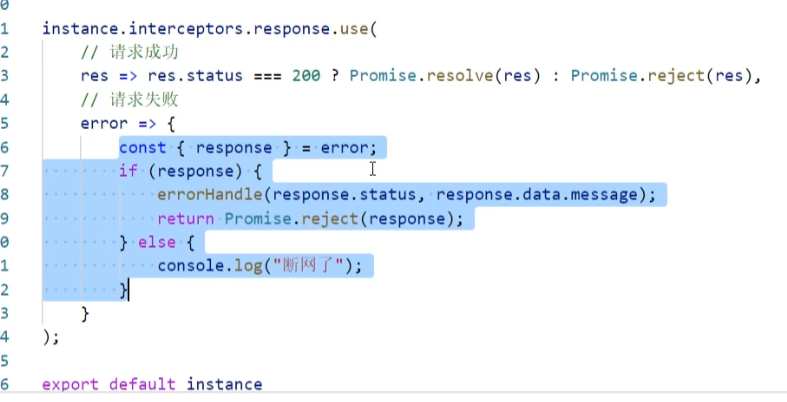 0
1 instance.interceptors.response.use(
2 // 请求成功
3 res => res.status === 200 ? Promise.resolve(res) : Promise.reject(res),
4 // 请求失败
5 error => {
6 const { response } = error;
7 if (response) {
8 errorHandle(response.status, response.data.message);
9 return Promise.reject(response);
0 } else {
1 console.log("断网了");
2 }
3 }
4 );
5
6 export default instance